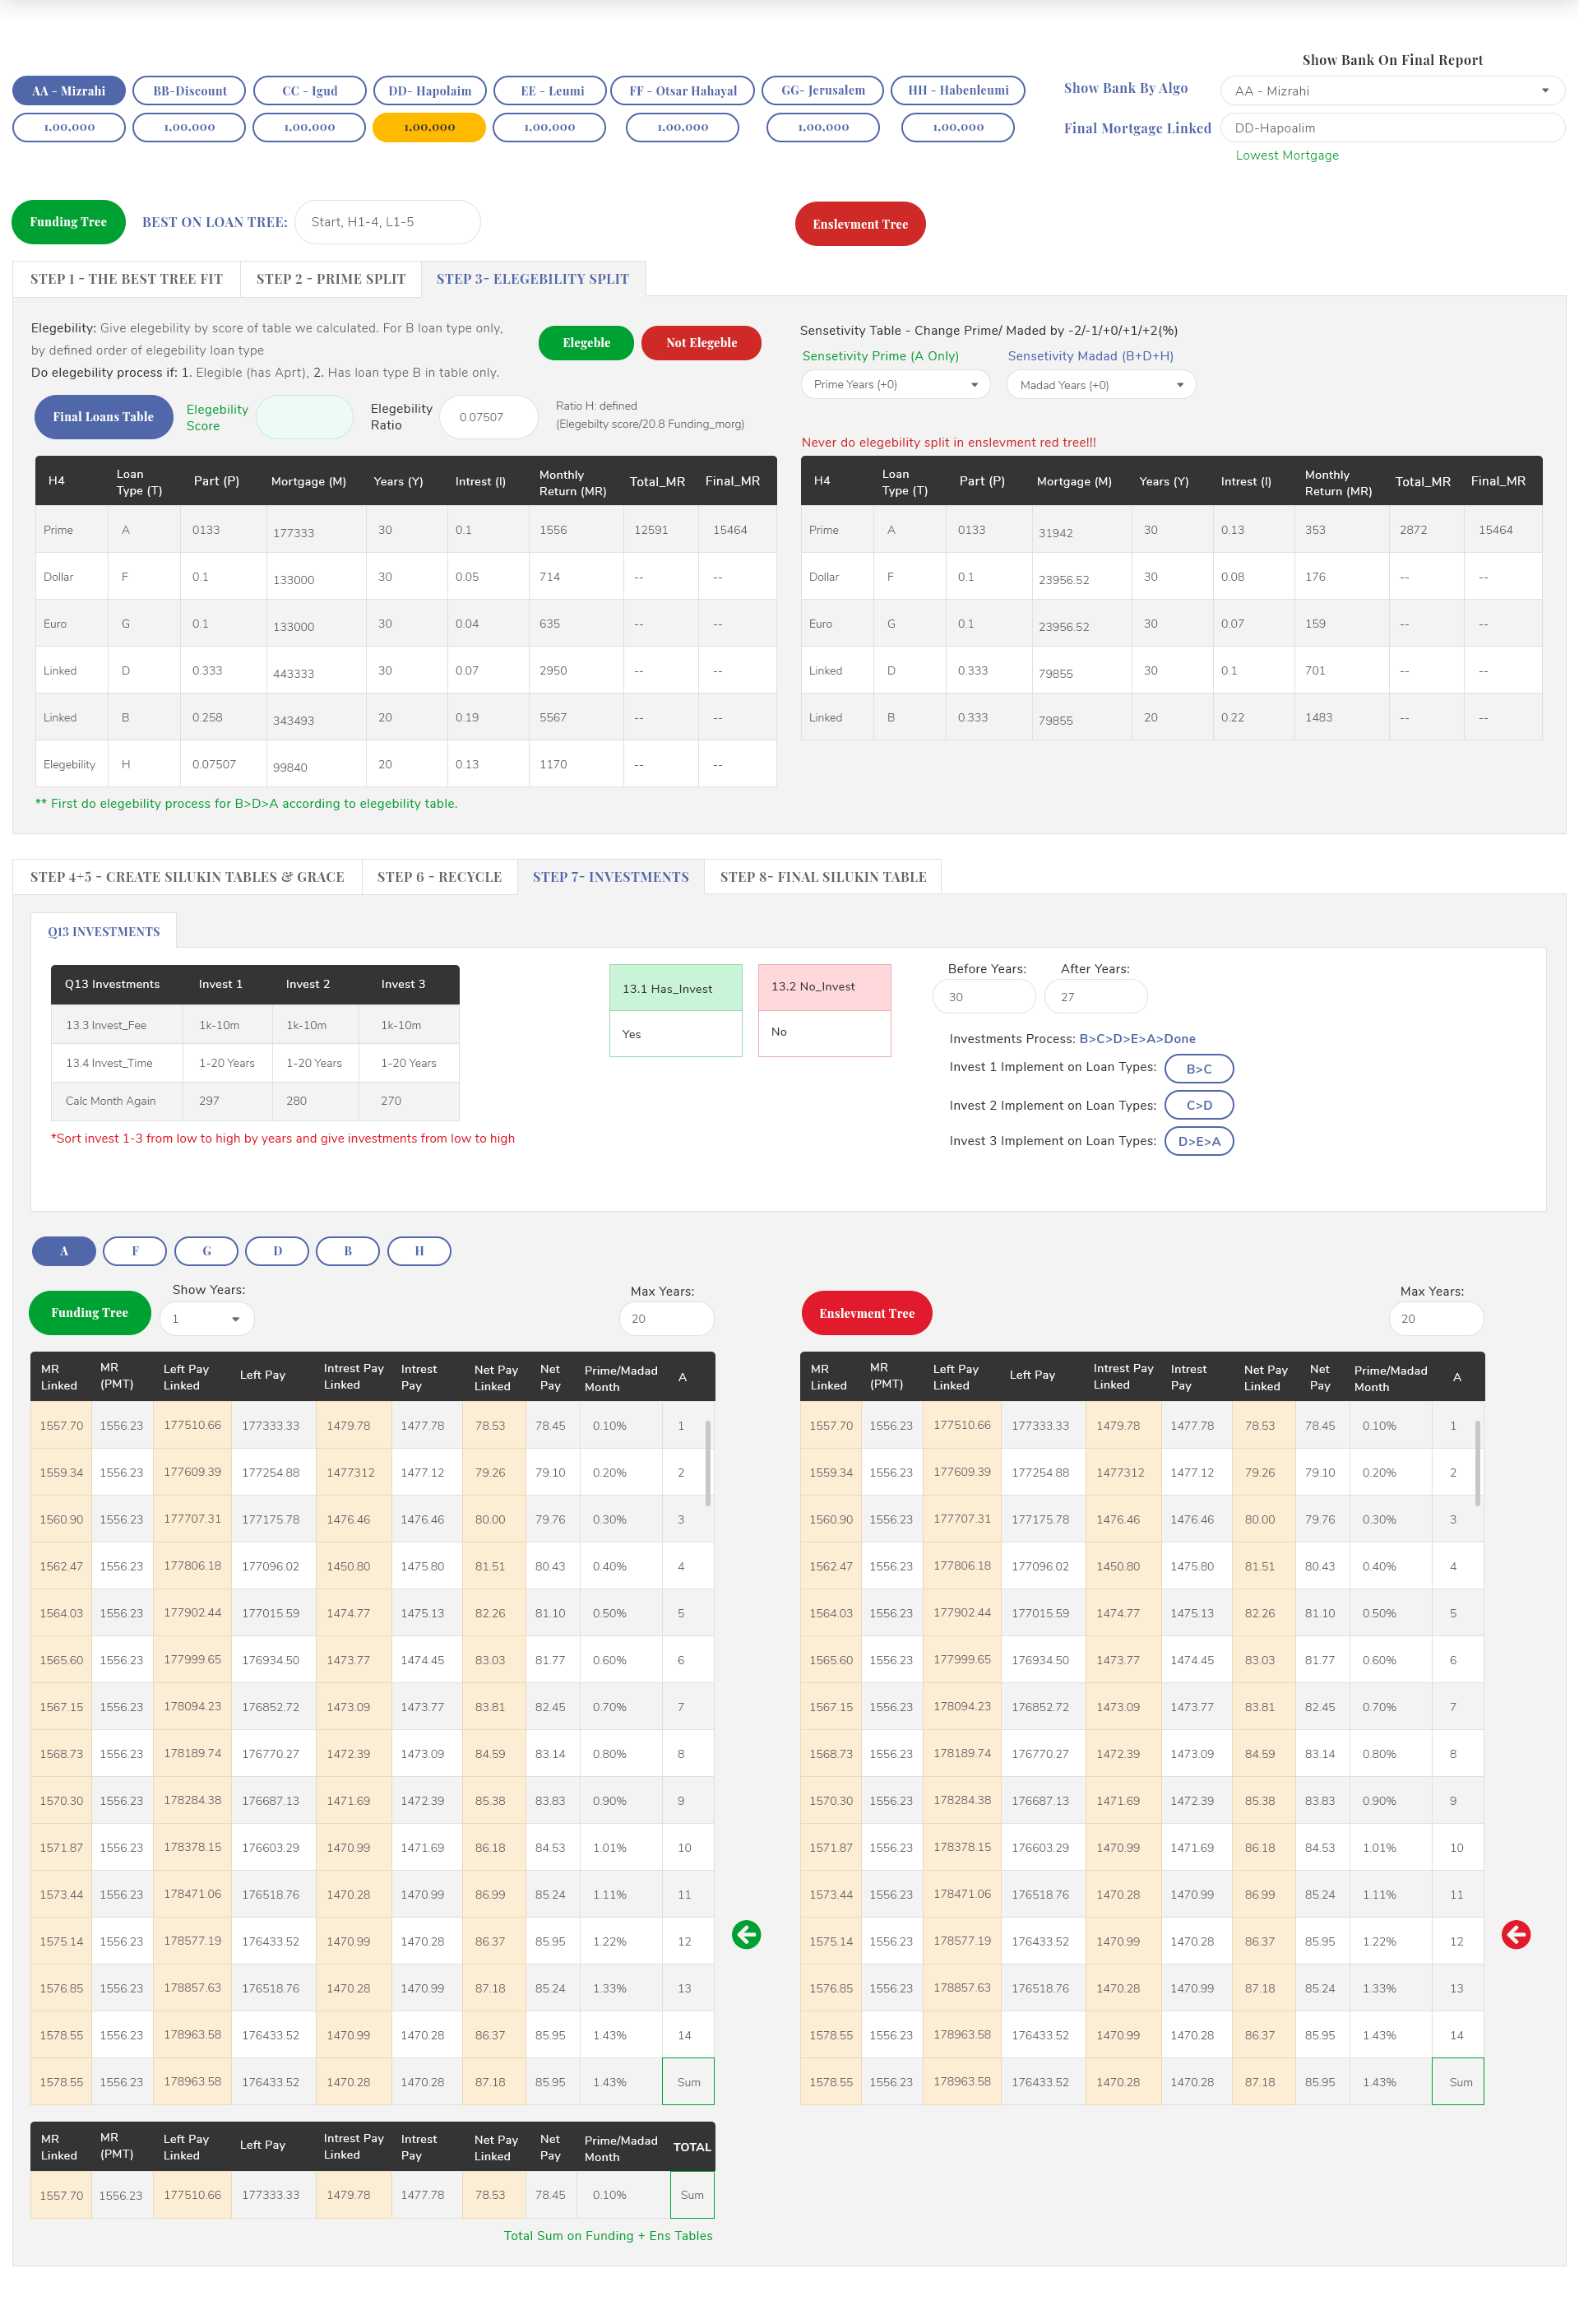 Show Bank On Final Report
AA - Mizrahi BB-Discount CC - Igud DD- Hapolaim EE - Leumi FF - Otsar Hahayal GG- Jerusalem HH - Habenleumi Show Bank By Algo AA - Mizrahi
1,00,000 1,00,000 1,00,000 1,00,000 1,00,000 1,00,000 1,00,000 1,00,000 Final Mortgage Linked DD-Hapoalim
Lowest Mortgage
Funding Tree BEST ON LOAN TREE: Start, H1-4, L1-5 Enslevment Tree
STEP 1 - THE BEST TREE FIT STEP 2 - PRIME SPLIT STEP 3- ELEGEBILITY SPLIT
Elegebility: Give elegebility by score of table we calculated. For B loan type only,
by defined order of elegebility loan type
Do elegebility process if: 1. Elegible (has Aprt), 2. Has loan type B in table only.
Elegeble Not Elegeble
Sensetivity Table - Change Prime/ Maded by -2/-1/+0/+1/+2(%)
Sensetivity Prime (A Only) Sensetivity Madad (B+D+H)
Prime Years (+0) Madad Years (+0)
Final Loans Table Elegebility
Score
Elegebility
Ratio
0.07507
Ratio H: defined
(Elegebilty score/20.8 Funding_morg)
Never do elegebility split in enslevment red tree!!!
H4 Loan Type (T) Part (P) Mortgage (M) Years (Y) Intrest (I) Monthly Return (MR) Total_MR Final_MR
Prime A 0133 177333 30 0.1 1556 12591 15464
Dollar F 0.1 133000 30 0.05 714 -- --
Euro G 0.1 133000 30 0.04 635 -- --
Linked D 0.333 443333 30 0.07 2950 -- --
Linked B 0.258 343493 20 0.19 5567 -- --
Elegebility H 0.07507 99840 20 0.13 1170 -- --
** First do elegebility process for B>D>A according to elegebility table.
H4 Loan Type (T) Part (P) Mortgage (M) Years (Y) Intrest (I) Monthly Return (MR) Total_MR Final_MR
Prime A 0133 31942 30 0.13 353 2872 15464
Dollar F 0.1 23956.52 30 0.08 176 -- --
Euro G 0.1 23956.52 30 0.07 159 -- --
Linked D 0.333 79855 30 0.1 701 -- --
Linked B 0.333 79855 20 0.22 1483 -- --
STEP 4+5 - CREATE SILUKIN TABLES & GRACE STEP 6 - RECYCLE STEP 7- INVESTMENTS STEP 8- FINAL SILUKIN TABLE
Q13 INVESTMENTS
Q13 Investments Invest 1 Invest 2 Invest 3
13.3 Invest_Fee 1k-10m 1k-10m 1k-10m
13.4 Invest_Time 1-20 Years 1-20 Years 1-20 Years
Calc Month Again 297 280 270
*Sort invest 1-3 from low to high by years and give investments from low to high
13.1 Has_Invest 13.2 No_Invest
Yes No
Before Years: After Years:
30 27
Investments Process: B>C>D>E>A>Done
Invest 1 Implement on Loan Types: B>C
Invest 2 Implement on Loan Types: C>D
Invest 3 Implement on Loan Types: D>E>A
A F G D B H
Funding Tree Show Years: 1 Max Years: 20
MR Linked MR (PMT) Left Pay Linked Left Pay Intrest Pay Linked Intrest Pay Net Pay Linked Net Pay Prime/Madad Month A
1557.70 1556.23 177510.66 177333.33 1479.78 1477.78 78.53 78.45 0.10% 1
1559.34 1556.23 177609.39 177254.88 1477312 1477.12 79.26 79.10 0.20% 2
1560.90 1556.23 177707.31 177175.78 1476.46 1476.46 80.00 79.76 0.30% 3
1562.47 1556.23 177806.18 177096.02 1450.80 1475.80 81.51 80.43 0.40% 4
1564.03 1556.23 177902.44 177015.59 1474.77 1475.13 82.26 81.10 0.50% 5
1565.60 1556.23 177999.65 176934.50 1473.77 1474.45 83.03 81.77 0.60% 6
1567.15 1556.23 178094.23 176852.72 1473.09 1473.77 83.81 82.45 0.70% 7
1568.73 1556.23 178189.74 176770.27 1472.39 1473.09 84.59 83.14 0.80% 8
1570.30 1556.23 178284.38 176687.13 1471.69 1472.39 85.38 83.83 0.90% 9
1571.87 1556.23 178378.15 176603.29 1470.99 1471.69 86.18 84.53 1.01% 10
1573.44 1556.23 178471.06 176518.76 1470.28 1470.99 86.99 85.24 1.11% 11
1575.14 1556.23 178577.19 176433.52 1470.99 1470.28 86.37 85.95 1.22% 12
1576.85 1556.23 178857.63 176518.76 1470.28 1470.99 87.18 85.24 1.33% 13
1578.55 1556.23 178963.58 176433.52 1470.99 1470.28 86.37 85.95 1.43% 14
1578.55 1556.23 178963.58 176433.52 1470.28 1470.28 87.18 85.95 1.43% Sum
MR Linked MR (PMT) Left Pay Linked Left Pay Intrest Pay Linked Intrest Pay Net Pay Linked Net Pay Prime/Madad Month TOTAL
1557.70 1556.23 177510.66 177333.33 1479.78 1477.78 78.53 78.45 0.10% Sum
Total Sum on Funding + Ens Tables
Enslevment Tree Max Years: 20
MR Linked MR (PMT) Left Pay Linked Left Pay Intrest Pay Linked Intrest Pay Net Pay Linked Net Pay Prime/Madad Month A
1557.70 1556.23 177510.66 177333.33 1479.78 1477.78 78.53 78.45 0.10% 1
1559.34 1556.23 177609.39 177254.88 1477312 1477.12 79.26 79.10 0.20% 2
1560.90 1556.23 177707.31 177175.78 1476.46 1476.46 80.00 79.76 0.30% 3
1562.47 1556.23 177806.18 177096.02 1450.80 1475.80 81.51 80.43 0.40% 4
1564.03 1556.23 177902.44 177015.59 1474.77 1475.13 82.26 81.10 0.50% 5
1565.60 1556.23 177999.65 176934.50 1473.77 1474.45 83.03 81.77 0.60% 6
1567.15 1556.23 178094.23 176852.72 1473.09 1473.77 83.81 82.45 0.70% 7
1568.73 1556.23 178189.74 176770.27 1472.39 1473.09 84.59 83.14 0.80% 8
1570.30 1556.23 178284.38 176687.13 1471.69 1472.39 85.38 83.83 0.90% 9
1571.87 1556.23 178378.15 176603.29 1470.99 1471.69 86.18 84.53 1.01% 10
1573.44 1556.23 178471.06 176518.76 1470.28 1470.99 86.99 85.24 1.11% 11
1575.14 1556.23 178577.19 176433.52 1470.99 1470.28 86.37 85.95 1.22% 12
1576.85 1556.23 178857.63 176518.76 1470.28 1470.99 87.18 85.24 1.33% 13
1578.55 1556.23 178963.58 176433.52 1470.99 1470.28 86.37 85.95 1.43% 14
1578.55 1556.23 178963.58 176433.52 1470.28 1470.28 87.18 85.95 1.43% Sum